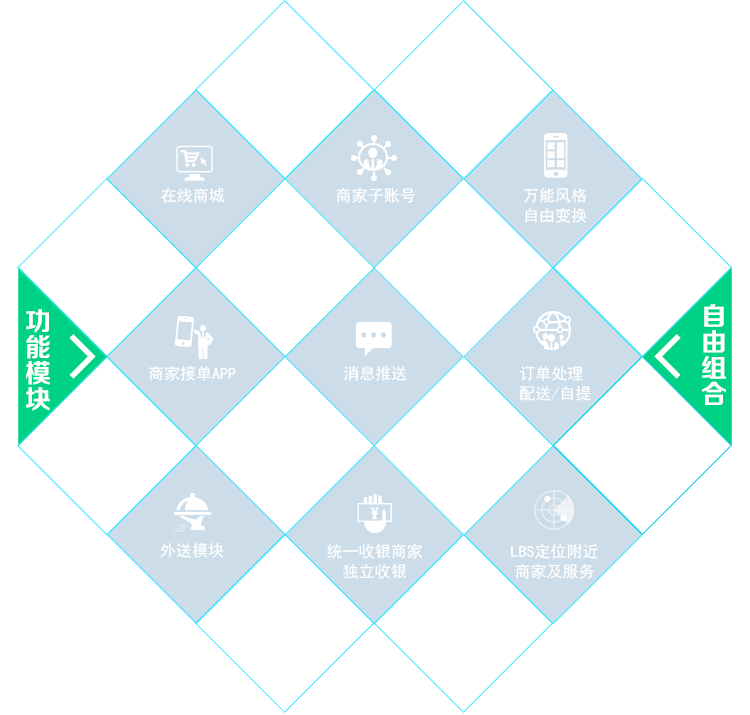 在线商城
商家子账号
万能风格
自由变换
功能模块
自由组合
商家接单APP
消息推送
订单处理
配送/自提
外送模块
统一收银商家
独立收银
LBS定位附近
商家及服务